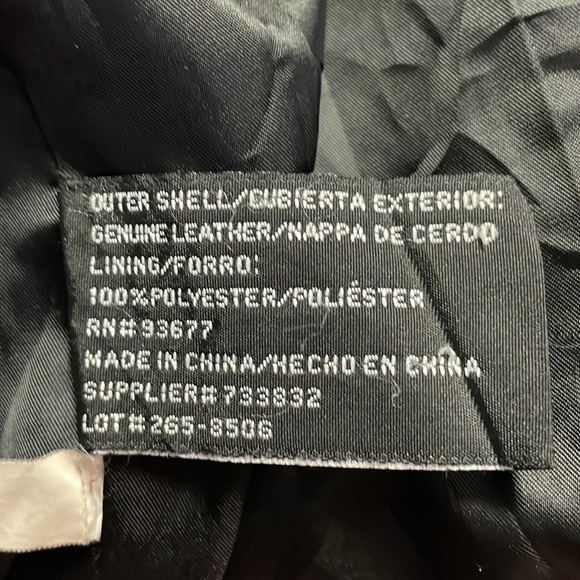 OUTER SHELL/CUBIERTA EXTERIOR:
GENUINE LEATHER/NAPPA DE CERDO
LINING/FORRO:
100%POLYESTER/POLIÉSTER
RN#93677
MADE IN CHINA/HECHO EN CHINA
SUPPLIER#733832
LOT#265-8506